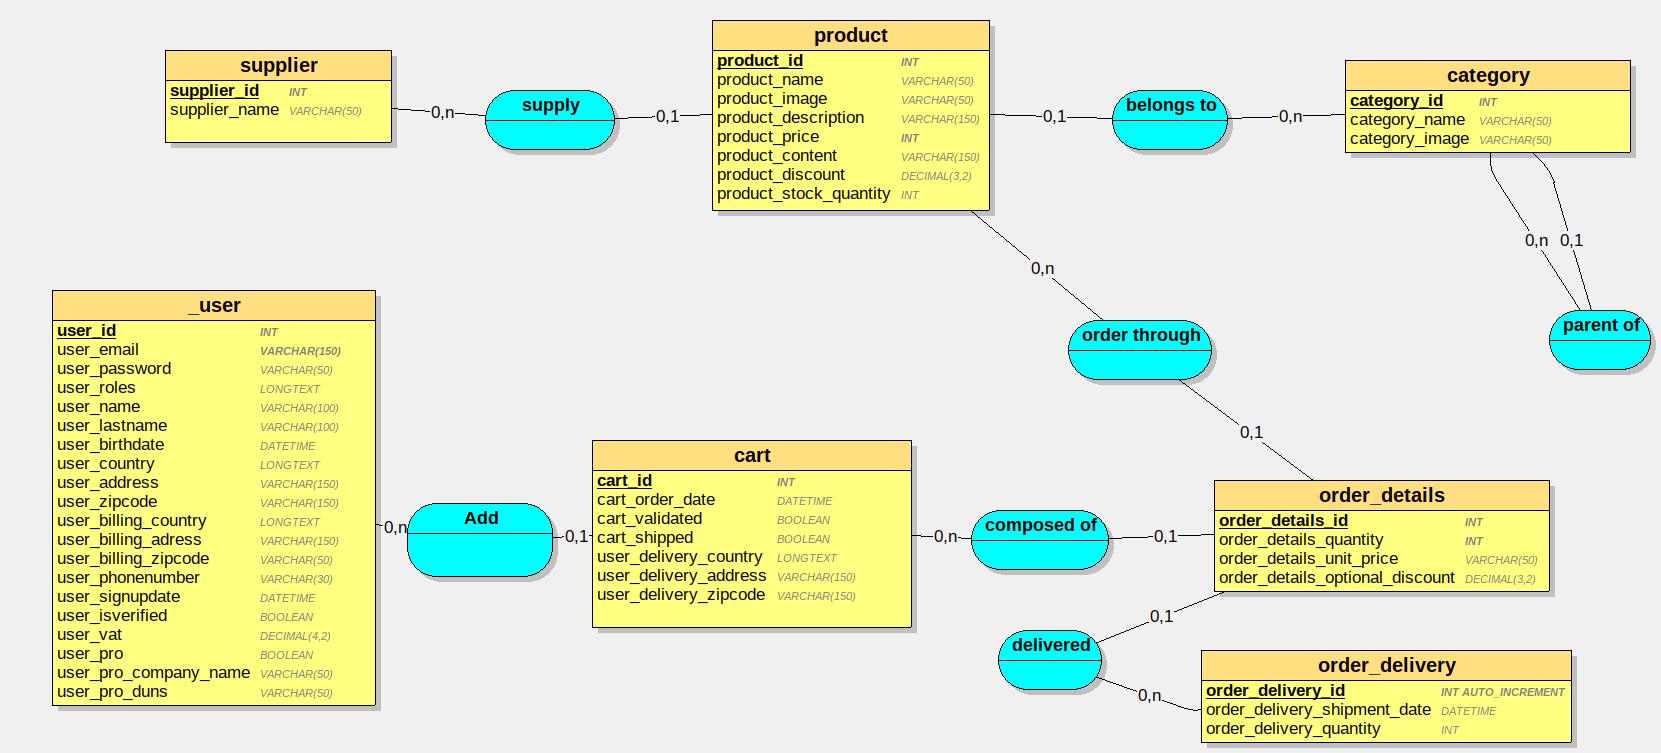 supplier
supplier_id INT
supplier_name VARCHAR(50)
0,n
supply
0,1
product
product_id INT
product_name VARCHAR(50)
product_image VARCHAR(50)
product_description VARCHAR(150)
product_price INT
product_content VARCHAR(150)
product_discount DECIMAL(3,2)
product_stock_quantity INT
0,1
belongs to
0,n
category
category_id INT
category_name VARCHAR(50)
category_image VARCHAR(50)
0,n 0,1
parent of
0,n
order through
0,1
_user
user_id INT
user_email VARCHAR(150)
user_password VARCHAR(50)
user_roles LONGTEXT
user_name VARCHAR(100)
user_lastname VARCHAR(100)
user_birthdate DATETIME
user_country LONGTEXT
user_address VARCHAR(150)
user_zipcode VARCHAR(150)
user_billing_country LONGTEXT
user_billing_adress VARCHAR(150)
user_billing_zipcode VARCHAR(50)
user_phonenumber VARCHAR(30)
user_signupdate DATETIME
user_isverified BOOLEAN
user_vat DECIMAL(4,2)
user_pro BOOLEAN
user_pro_company_name VARCHAR(50)
user_pro_duns VARCHAR(50)
0,n
Add
0,1
cart
cart_id INT
cart_order_date DATETIME
cart_validated BOOLEAN
cart_shipped BOOLEAN
user_delivery_country LONGTEXT
user_delivery_address VARCHAR(150)
user_delivery_zipcode VARCHAR(150)
0,n
composed of
0,1
order_details
order_details_id INT
order_details_quantity INT
order_details_unit_price VARCHAR(50)
order_details_optional_discount DECIMAL(3,2)
0,1
delivered
0,n
order_delivery
order_delivery_id INT AUTO_INCREMENT
order_delivery_shipment_date DATETIME
order_delivery_quantity INT